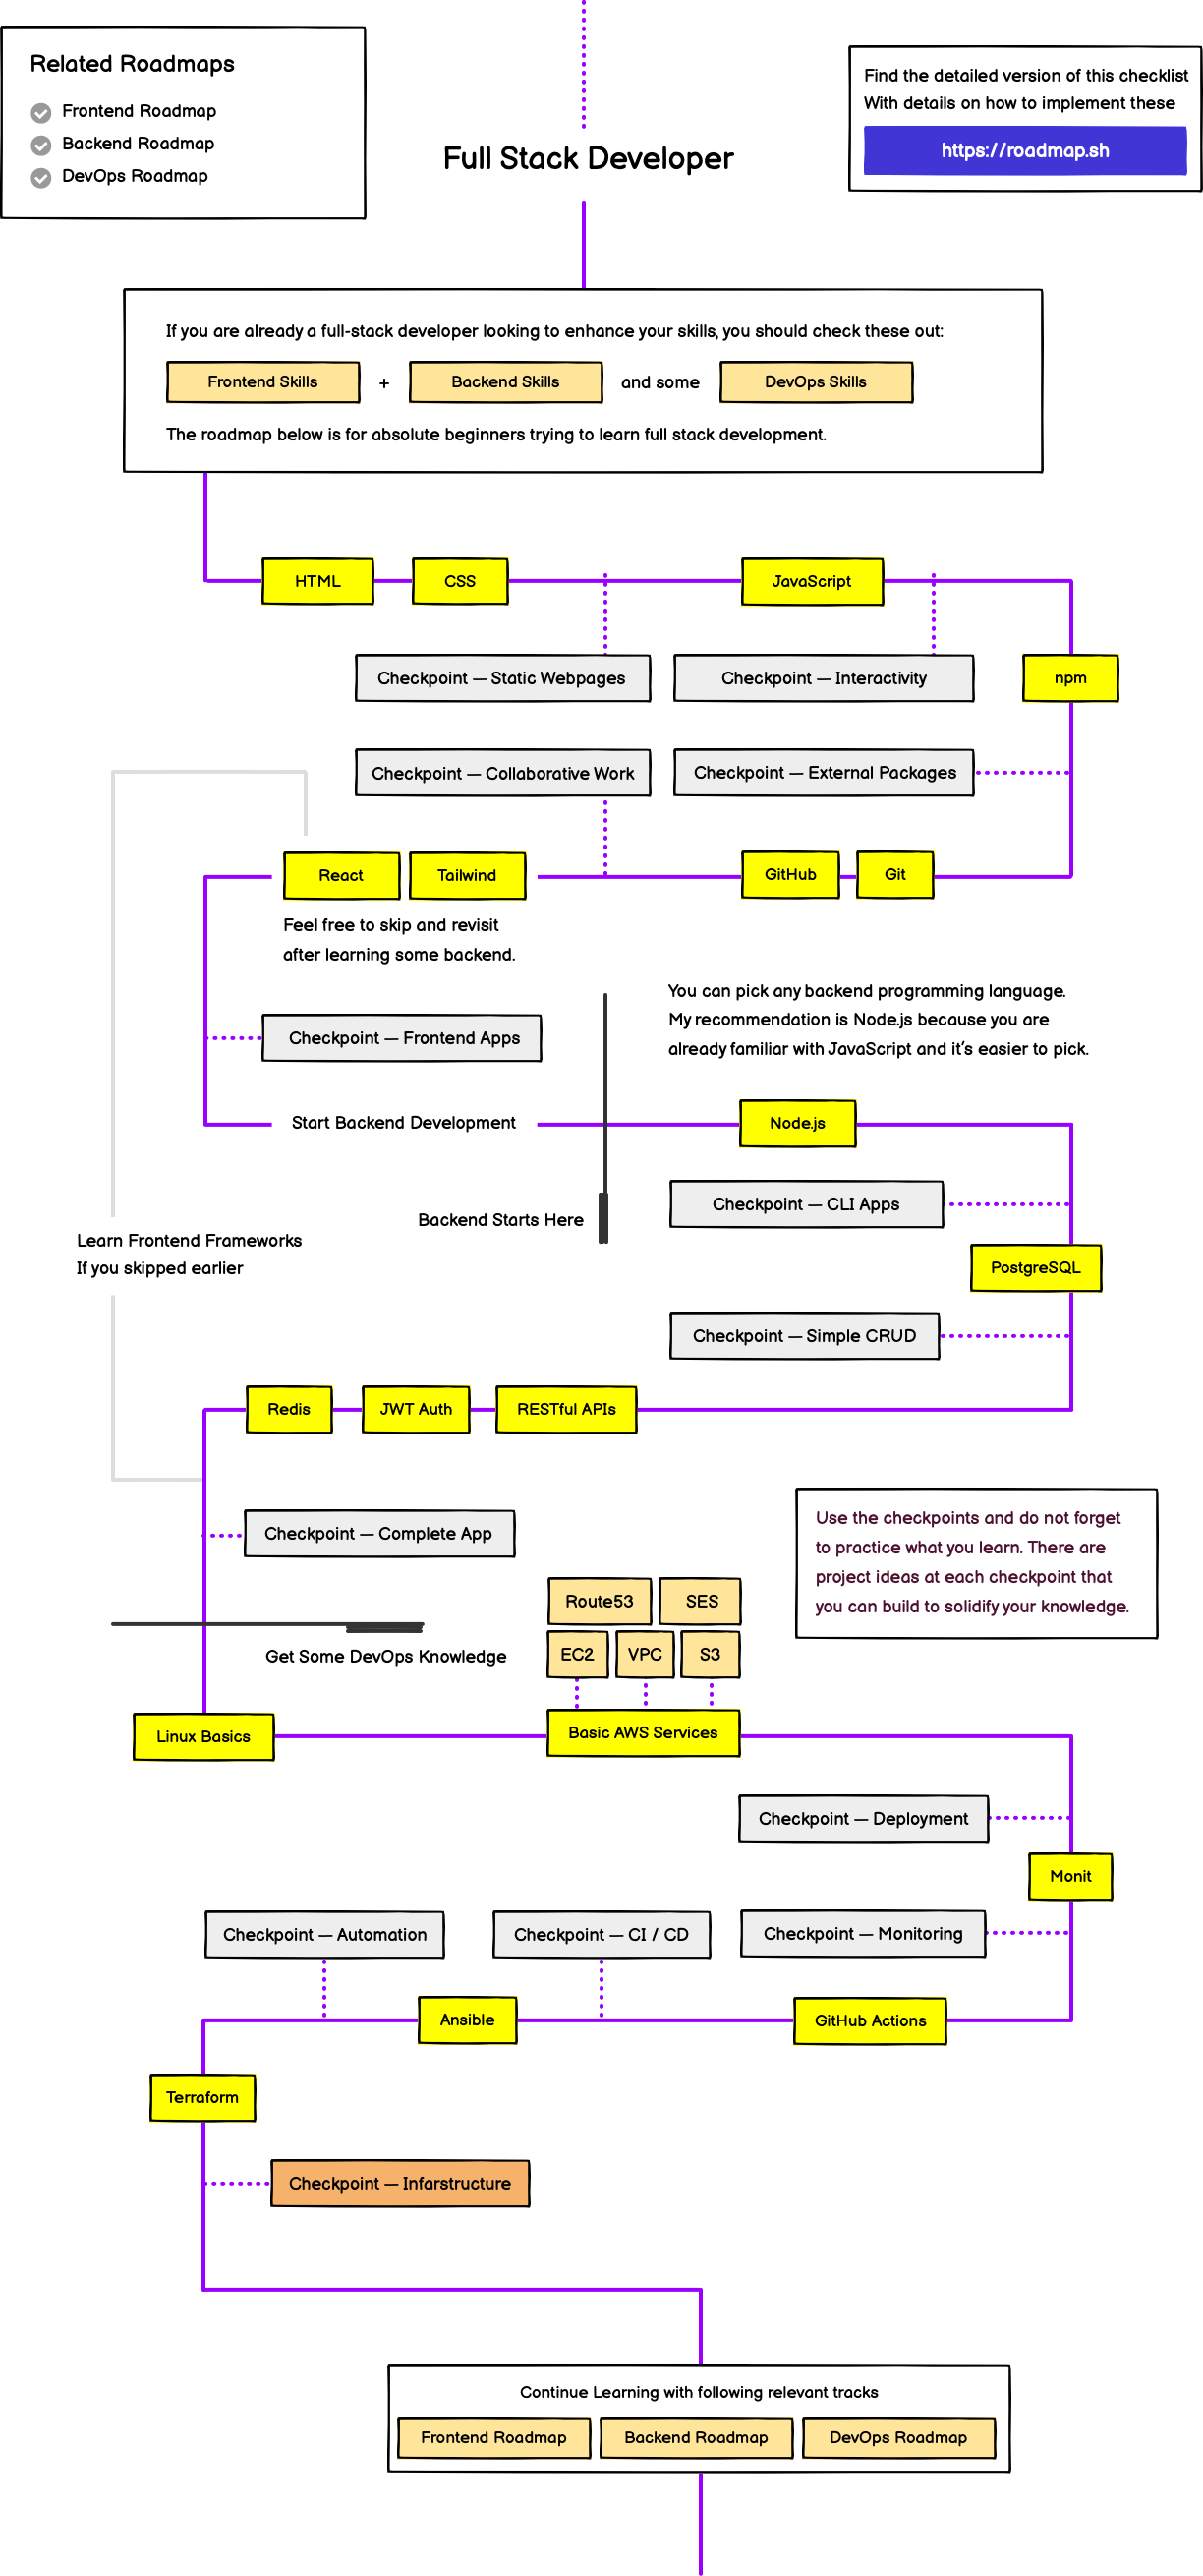 Related Roadmaps
Frontend Roadmap
Backend Roadmap
DevOps Roadmap
Full Stack Developer
Find the detailed version of this checklist
With details on how to implement these
https://roadmap.sh
If you are already a full-stack developer looking to enhance your skills, you should check these out:
Frontend Skills + Backend Skills and some DevOps Skills
The roadmap below is for absolute beginners trying to learn full stack development.
HTML
CSS
JavaScript
Checkpoint — Static Webpages
Checkpoint — Interactivity
npm
Checkpoint — Collaborative Work
Checkpoint — External Packages
React
Tailwind
GitHub
Git
Feel free to skip and revisit
after learning some backend.
You can pick any backend programming language.
My recommendation is Node.js because you are
already familiar with JavaScript and it's easier to pick.
Checkpoint — Frontend Apps
Start Backend Development
Node.js
Checkpoint — CLI Apps
Backend Starts Here
Learn Frontend Frameworks
If you skipped earlier
PostgreSQL
Checkpoint — Simple CRUD
Redis
JWT Auth
RESTful APIs
Use the checkpoints and do not forget
to practice what you learn. There are
project ideas at each checkpoint that
you can build to solidify your knowledge.
Checkpoint — Complete App
Route53
SES
EC2
VPC
S3
Get Some DevOps Knowledge
Linux Basics
Basic AWS Services
Checkpoint — Deployment
Monit
Checkpoint — Automation
Checkpoint — CI / CD
Checkpoint — Monitoring
Ansible
GitHub Actions
Terraform
Checkpoint — Infarstructure
Continue Learning with following relevant tracks
Frontend Roadmap
Backend Roadmap
DevOps Roadmap